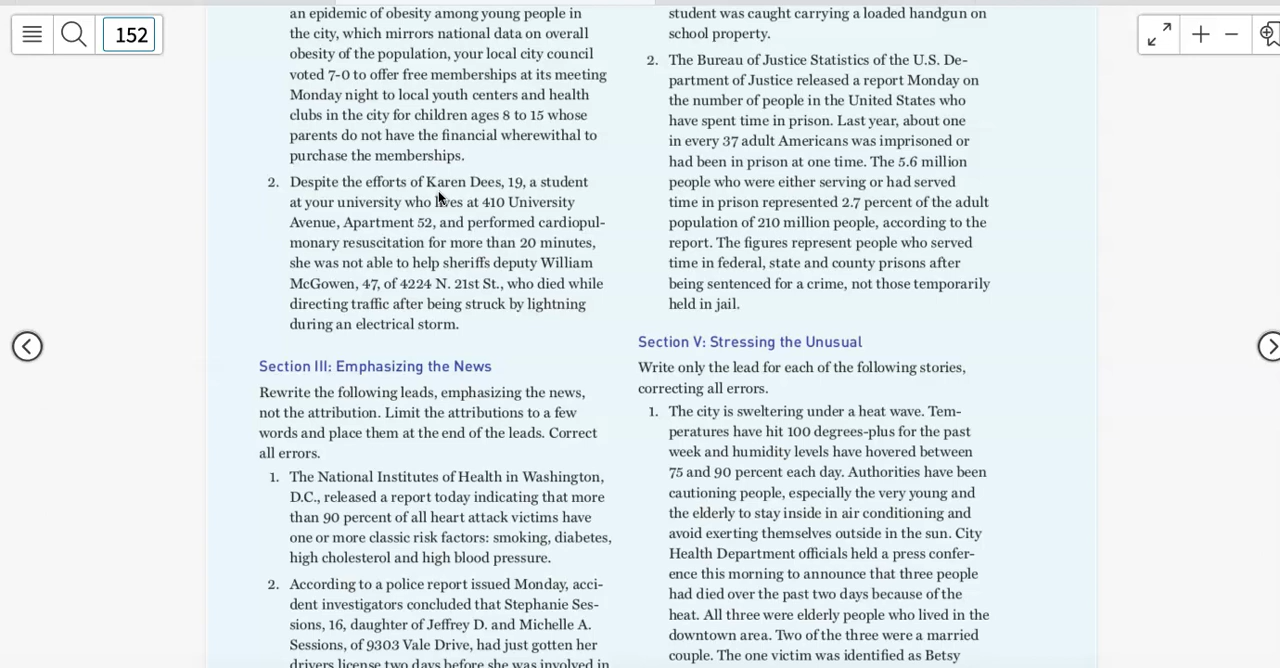 152
an epidemic of obesity among young people in
the city, which mirrors national data on overall
obesity of the population, your local city council
voted 7-0 to offer free memberships at its meeting
Monday night to local youth centers and health
clubs in the city for children ages 8 to 15 whose
parents do not have the financial wherewithal to
purchase the memberships.
2. Despite the efforts of Karen Dees, 19, a student
at your university who lives at 410 University
Avenue, Apartment 52, and performed cardiopul-
monary resuscitation for more than 20 minutes,
she was not able to help sheriffs deputy William
McGowen, 47, of 4224 N. 21st St., who died while
directing traffic after being struck by lightning
during an electrical storm.
Section III: Emphasizing the News
Rewrite the following leads, emphasizing the news,
not the attribution. Limit the attributions to a few
words and place them at the end of the leads. Correct
all errors.
1. The National Institutes of Health in Washington,
D.C., released a report today indicating that more
than 90 percent of all heart attack victims have
one or more classic risk factors: smoking, diabetes,
high cholesterol and high blood pressure.
2. According to a police report issued Monday, acci-
dent investigators concluded that Stephanie Ses-
sions, 16, daughter of Jeffrey D. and Michelle A.
Sessions, of 9303 Vale Drive, had just gotten her
drivers license two days before she was involved in
student was caught carrying a loaded handgun on
school property.
2. The Bureau of Justice Statistics of the U.S. De-
partment of Justice released a report Monday on
the number of people in the United States who
have spent time in prison. Last year, about one
in every 37 adult Americans was imprisoned or
had been in prison at one time. The 5.6 million
people who were either serving or had served
time in prison represented 2.7 percent of the adult
population of 210 million people, according to the
report. The figures represent people who served
time in federal, state and county prisons after
being sentenced for a crime, not those temporarily
held in jail.
Section V: Stressing the Unusual
Write only the lead for each of the following stories,
correcting all errors.
1. The city is sweltering under a heat wave. Tem-
peratures have hit 100 degrees-plus for the past
week and humidity levels have hovered between
75 and 90 percent each day. Authorities have been
cautioning people, especially the very young and
the elderly to stay inside in air conditioning and
avoid exerting themselves outside in the sun. City
Health Department officials held a press confer-
ence this morning to announce that three people
had died over the past two days because of the
heat. All three were elderly people who lived in the
downtown area. Two of the three were a married
couple. The one victim was identified as Betsy